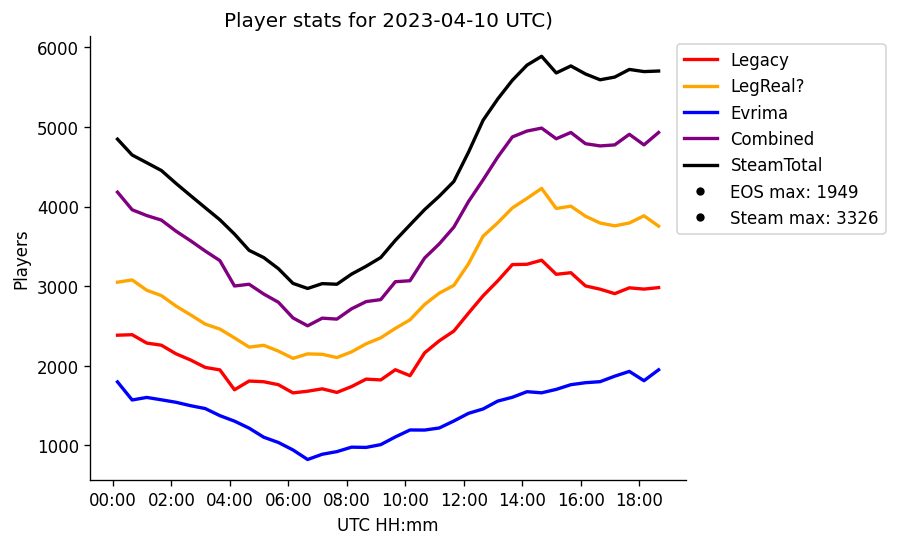 Player stats for 2023-04-10 UTC)
6000
5000
4000
3000
2000
1000
Players
00:00 02:00 04:00 06:00 08:00 10:00 12:00 14:00 16:00 18:00
UTC HH:mm
Legacy
LegReal?
Evrima
Combined
SteamTotal
EOS max: 1949
Steam max: 3326